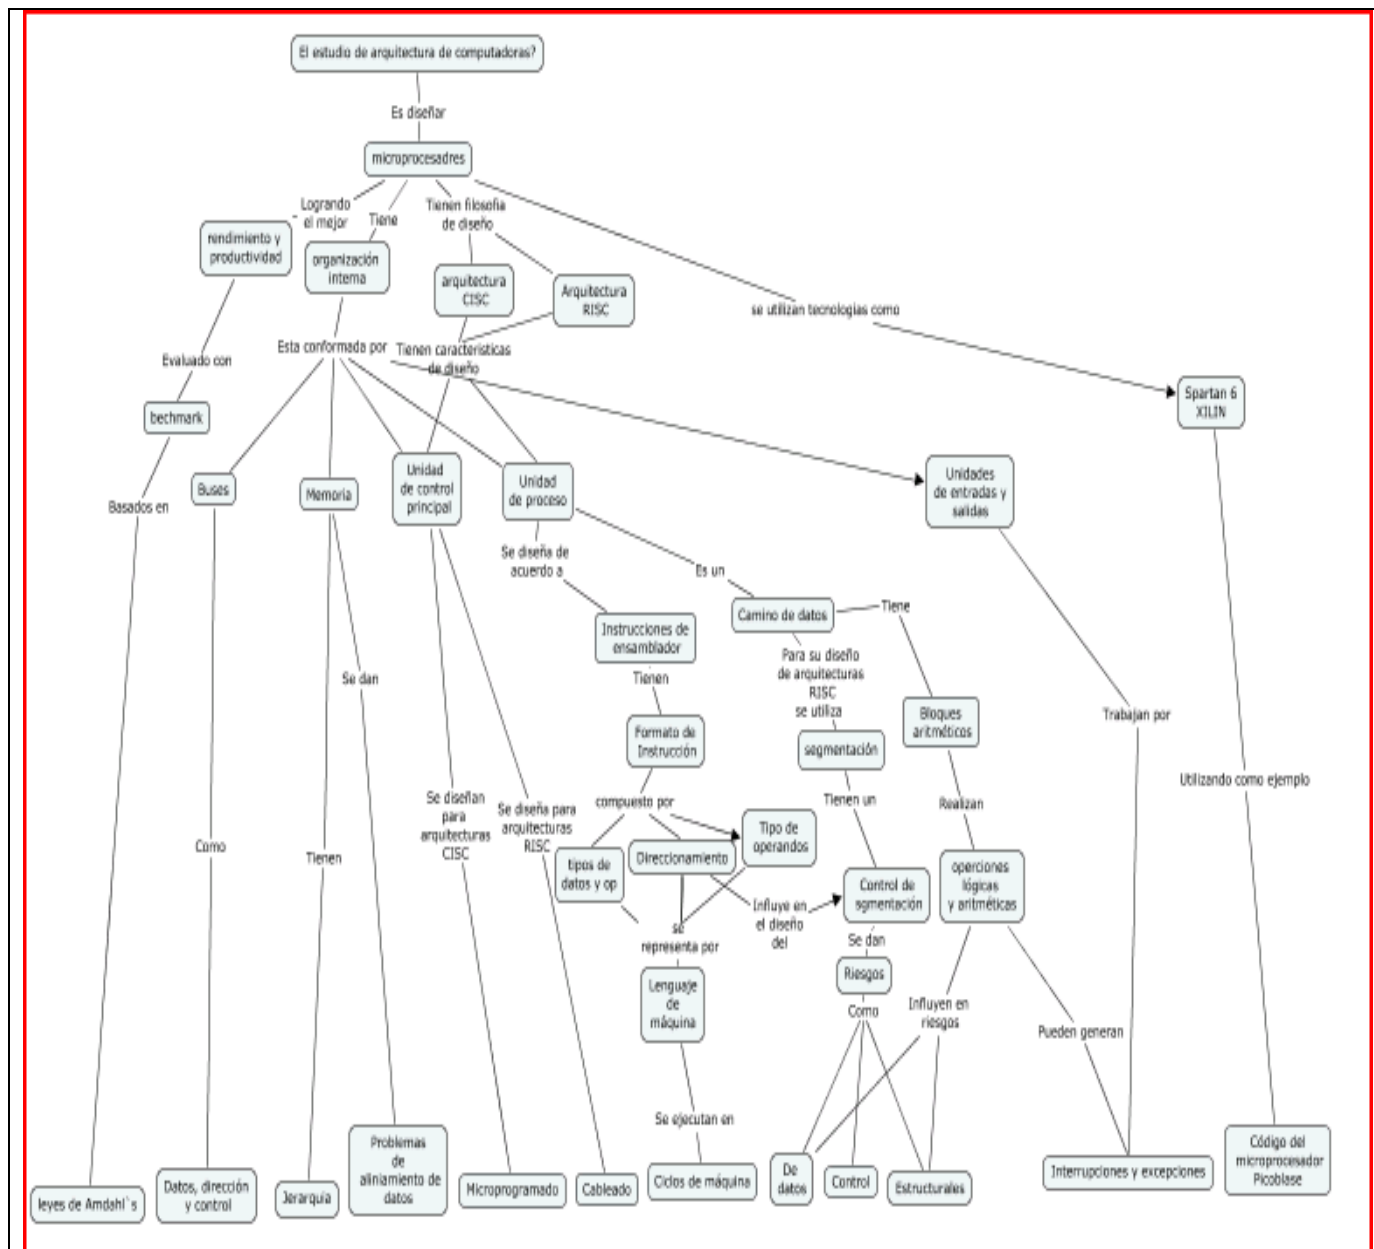 El estudio de arquitectura de computadoras?
Es diseñar
microprocesadres
Logrando
el mejor
Tiene
Tienen filosofia
de diseño
rendimiento y
productividad
organización
interna
arquitectura
CISC
Arquitectura
RISC
se utilizan tecnologias como
Evaluado con
Esta conformada por
Tienen caracteristicas
de diseño
bechmark
Spartan 6
XILIN
Basados en
Buses
Memoria
Unidad
de control
principal
Unidad
de proceso
Unidades
de entradas y
salidas
Se diseña de
acuerdo a
Es un
Camino de datos
Tiene
Instrucciones de
ensamblador
Tienen
Para su diseño
de arquitecturas
RISC
se utiliza
Se dan
Formato de
Instrucción
segmentación
Bloques
aritméticos
Trabajan por
Utilizando como ejemplo
Como
Tienen
Se diseñan
para
arquitecturas
CISC
Se diseña para
arquitecturas
RISC
compuesto por
Tienen un
Realizan
tipos de
datos y op
Direccionamiento
Tipo de
operandos
Influye en
el diseño
del
Control de
sgmentación
operciones
lógicas
y aritméticas
se
representa por
Se dan
Lenguaje
de
máquina
Riesgos
Como
Influyen en
riesgos
Pueden generan
Se ejecutan en
leyes de Amdahl`s
Datos, dirección
y control
Jerarquia
Problemas
de
aliniamiento de
datos
Microprogramado
Cableado
Ciclos de máquina
De
datos
Control
Estructurales
Interrupciones y excepciones
Código del
microprocesador
Picoblase